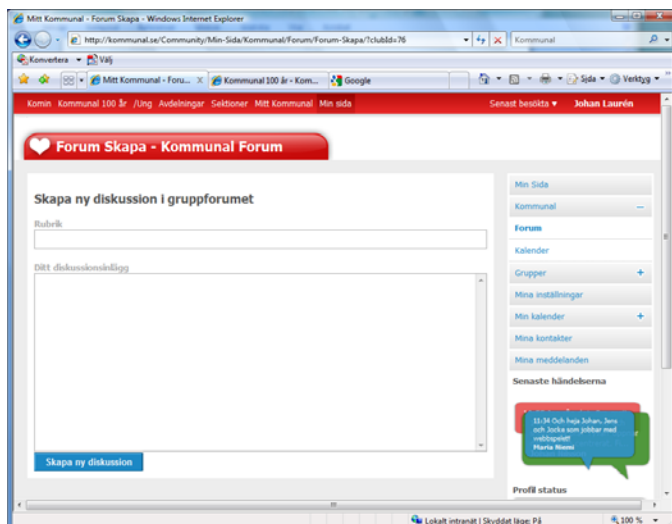 Mitt Kommunal - Forum Skapa - Windows Internet Explorer
http://kommunal.se/Community/Min-Sida/Kommunal/Forum/Forum-Skapa/?clubId=76
Kommunal
Konvertera
Välj
Mitt Kommunal - Foru...
Kommunal 100 år - Kom...
Google
Sida
Verktyg
Komin Kommunal 100 år /Ung Avdelningar Sektioner Mitt Kommunal Min sida
Senast besökta
Johan Laurén
Forum Skapa - Kommunal Forum
Skapa ny diskussion i gruppforumet
Rubrik
Ditt diskussionsinlägg
Skapa ny diskussion
Min Sida
Kommunal
Forum
Kalender
Grupper
Mina inställningar
Min kalender
Mina kontakter
Mina meddelanden
Senaste händelserna
11:34 Och heja Johan, Jens
och Jocka som jobbar med
webbspelet!
Maria Niemi
Profil status
Lokalt intranät | Skyddat läge: På
100 %